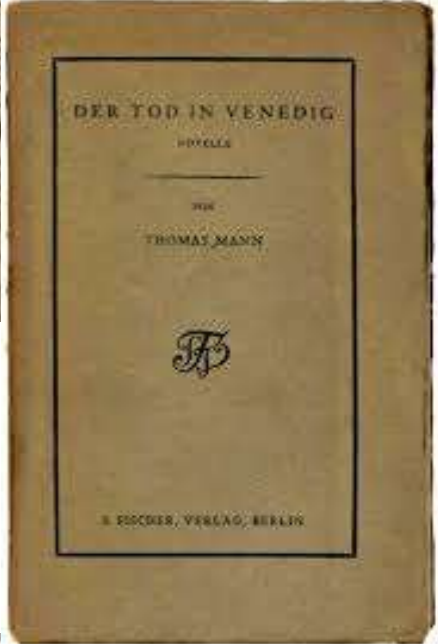 DER TOD IN VENEDIG
NOVELLE
VON
THOMAS MANN
S. FISCHER, VERLAG, BERLIN